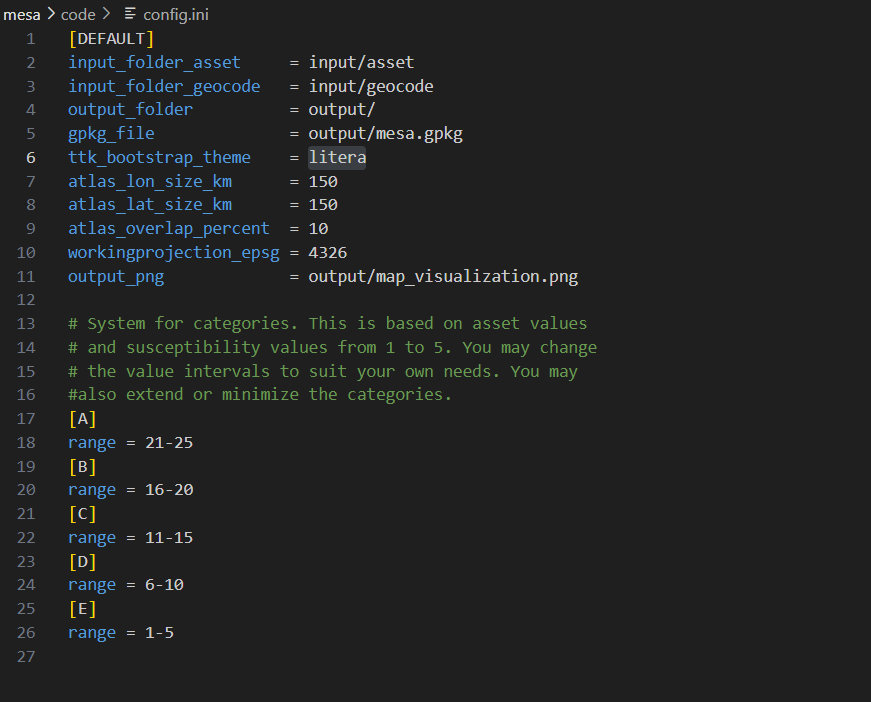 mesa > code > config.ini
1 [DEFAULT]
2 input_folder_asset     = input/asset
3 input_folder_geocode   = input/geocode
4 output_folder          = output/
5 gpkg_file              = output/mesa.gpkg
6 ttk_bootstrap_theme    = litera
7 atlas_lon_size_km      = 150
8 atlas_lat_size_km      = 150
9 atlas_overlap_percent  = 10
10 workingprojection_epsg = 4326
11 output_png             = output/map_visualization.png
12
13 # System for categories. This is based on asset values
14 # and susceptibility values from 1 to 5. You may change
15 # the value intervals to suit your own needs. You may
16 #also extend or minimize the categories.
17 [A]
18 range = 21-25
19 [B]
20 range = 16-20
21 [C]
22 range = 11-15
23 [D]
24 range = 6-10
25 [E]
26 range = 1-5
27